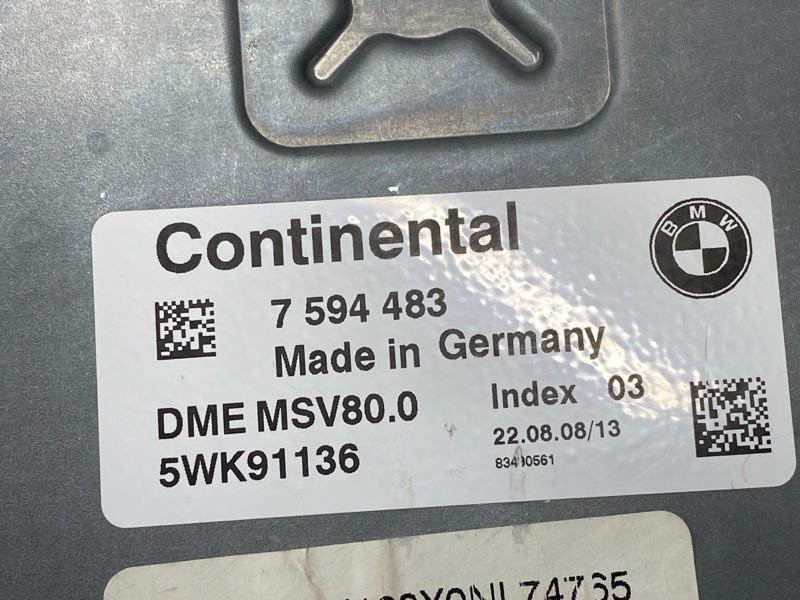 Continental
BMW
7 594 483
Made in Germany
DME MSV80.0
Index 03
5WK91136
22.08.08/13